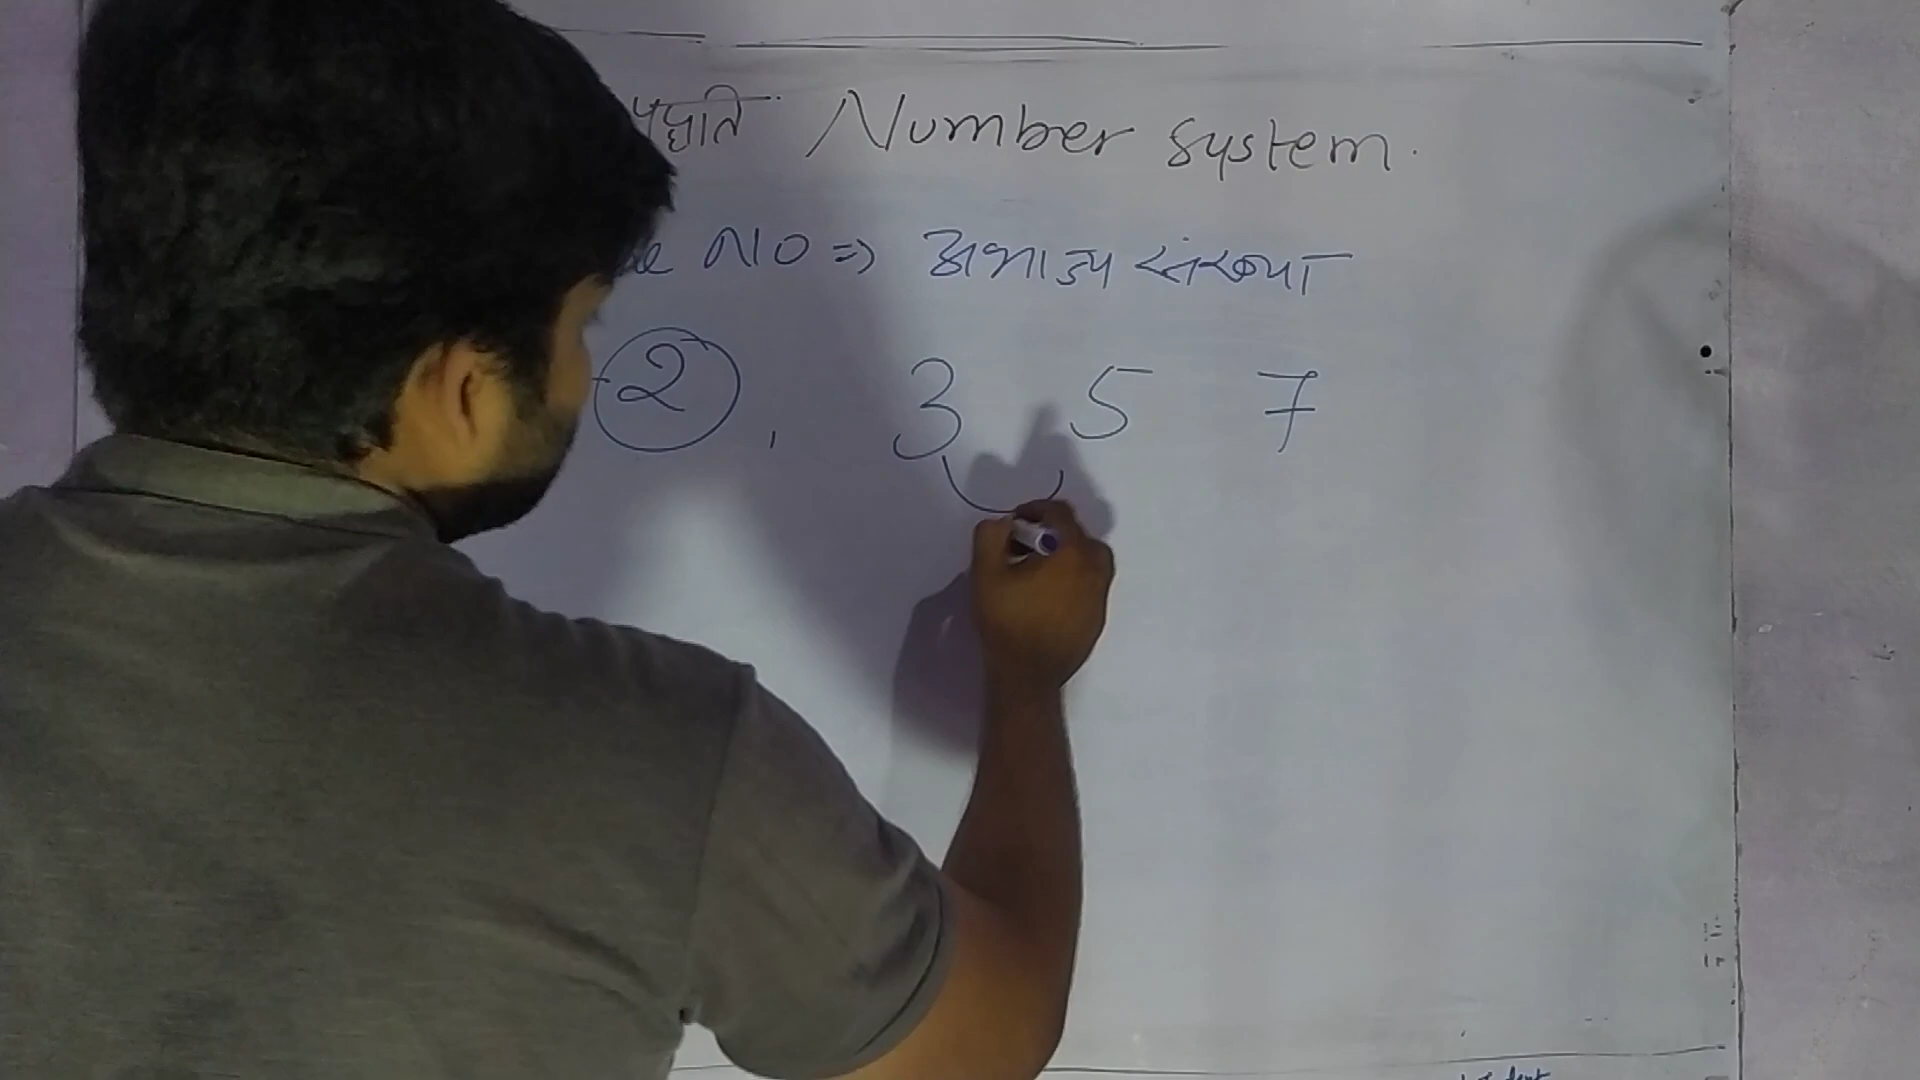 पद्धति Number system.
NO => अभाज्य संख्या
2, 3 5 7